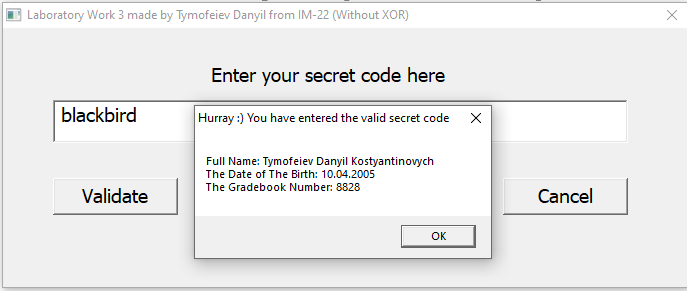 Laboratory Work 3 made by Tymofeiev Danyil from IM-22 (Without XOR)
Enter your secret code here
blackbird
Hurray :) You have entered the valid secret code
Full Name: Tymofeiev Danyil Kostyantinovych
The Date of The Birth: 10.04.2005
The Gradebook Number: 8828
Validate
Cancel
OK